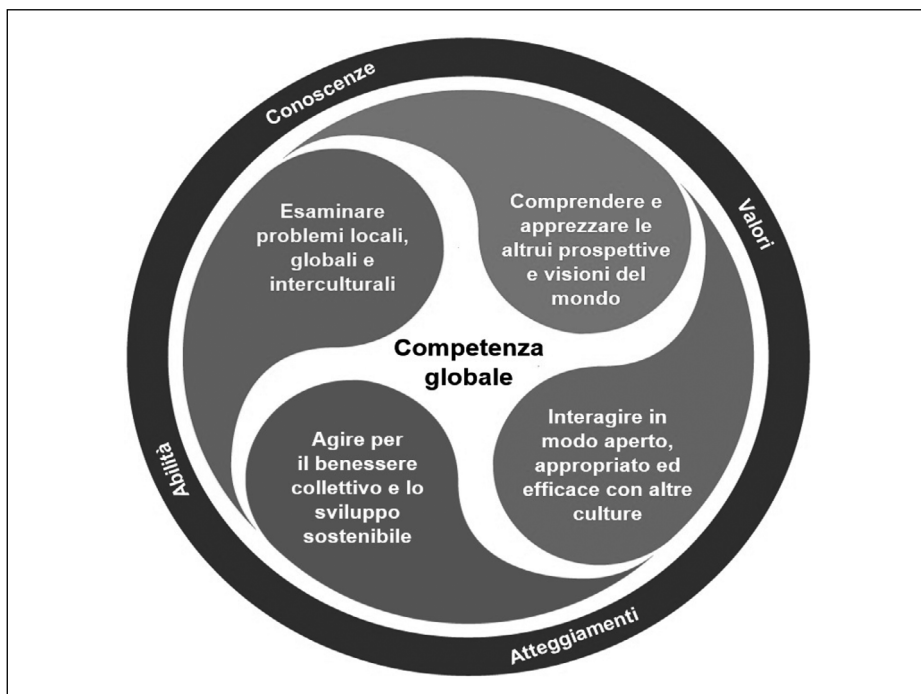 Conoscenze
Valori
Esaminare
problemi locali,
globali e
interculturali
Comprendere e
apprezzare le
altrui prospettive
e visioni del
mondo
Competenza
globale
Agire per
il benessere
collettivo e lo
sviluppo
sostenibile
Interagire in
modo aperto,
appropriato ed
efficace con altre
culture
Abilità
Atteggiamenti